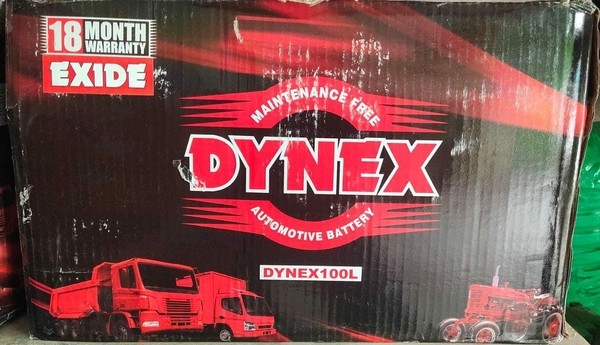 18 MONTH
WARRANTY
EXIDE
MAINTENANCE FREE
DYNEX
AUTOMOTIVE BATTERY
DYNEX100L